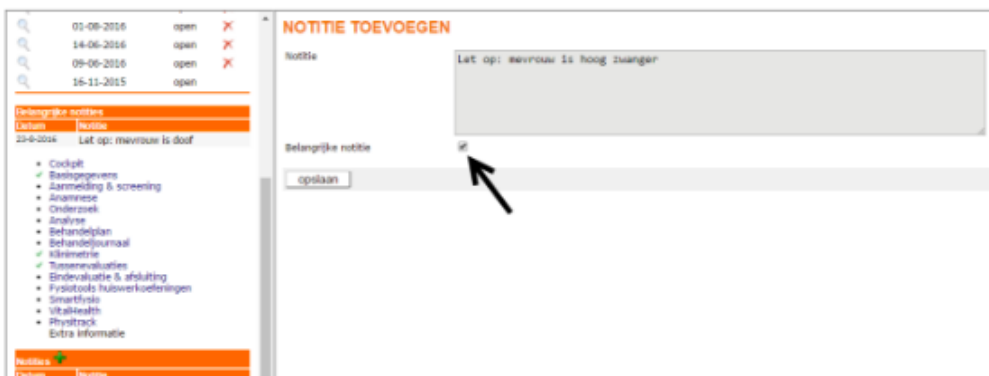 01-08-2016 open
14-06-2016 open
09-06-2016 open
16-11-2015 open
Belangrijke notities
Datum Notitie
23-8-2016 Let op: mevrouw is doof
Cockpit
Basisgegevens
Aanmelding & screening
Anamnese
Onderzoek
Analyse
Behandelplan
Behandeljournaal
Klinimetrie
Tussenevaluaties
Eindevaluatie & afsluiting
Fysiotools huiswerkoefeningen
Smartfysio
VitalHealth
Physitrack
Extra informatie
Notities
Datum Notitie
NOTITIE TOEVOEGEN
Notitie
Let op: mevrouw is hoog zwanger
Belangrijke notitie
opslaan